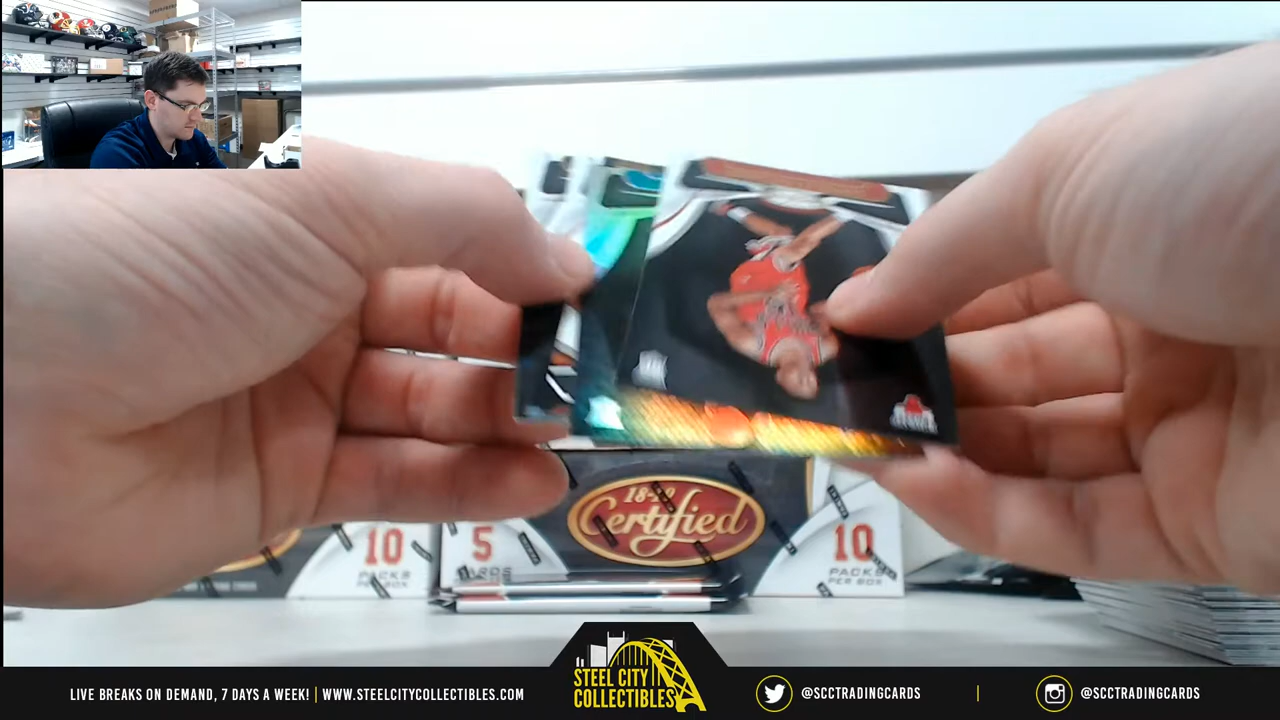 18-19
Certified
10
PACKS
PER BOX
5
CARDS
10
PACKS
PER BOX
STEEL CITY
COLLECTIBLES
LIVE BREAKS ON DEMAND, 7 DAYS A WEEK! | WWW.STEELCITYCOLLECTIBLES.COM
@SCCTRADINGCARDS | @SCCTRADINGCARDS